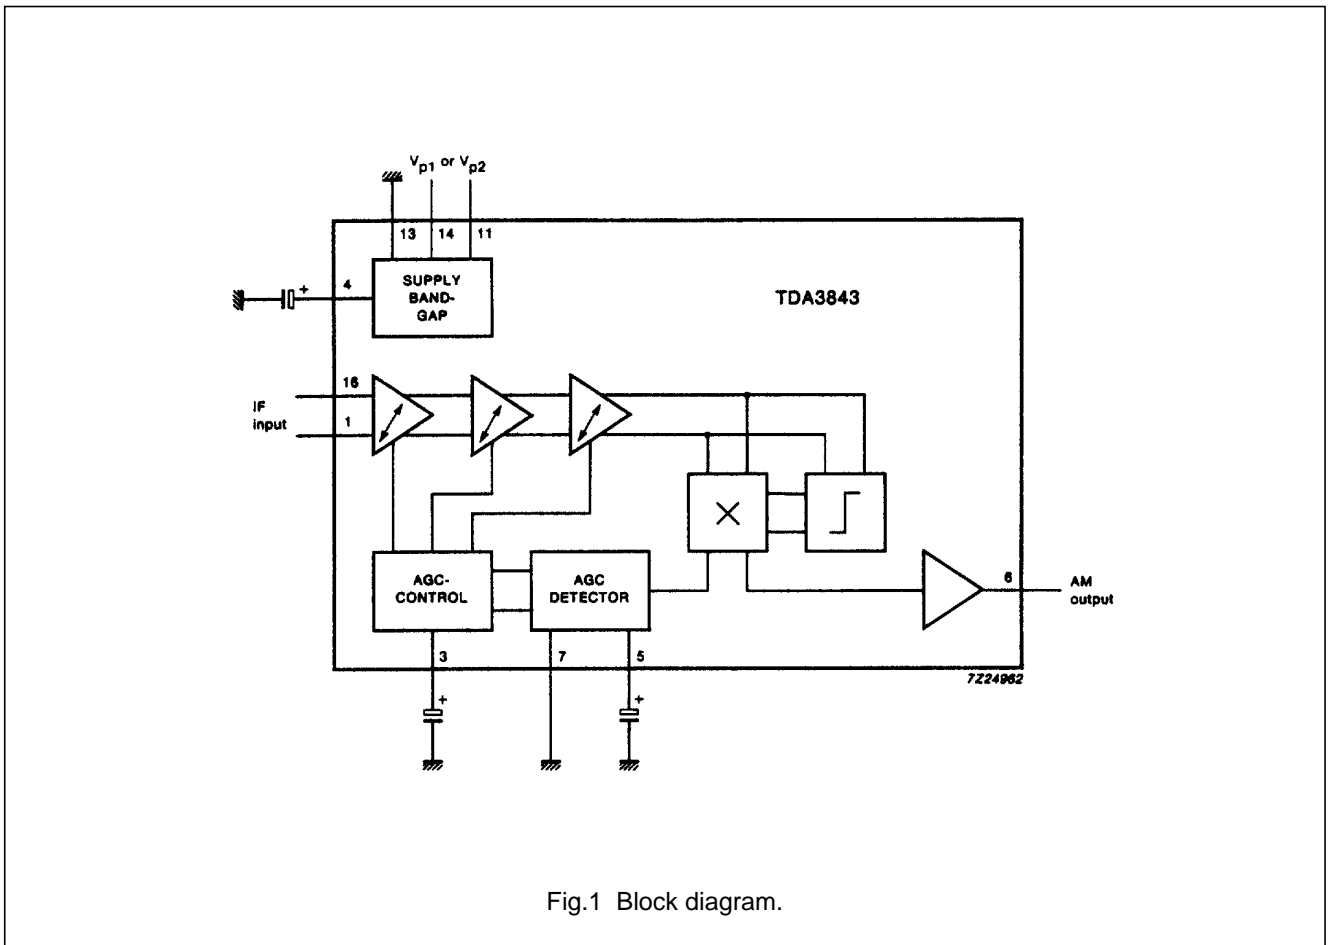 Vp1 or Vp2
13 14 11
4
SUPPLY
BAND-
GAP
TDA3843
16
IF
input
1
AGC-
CONTROL
AGC
DETECTOR
6
AM
output
3 7 5
7Z24962
Fig.1 Block diagram.